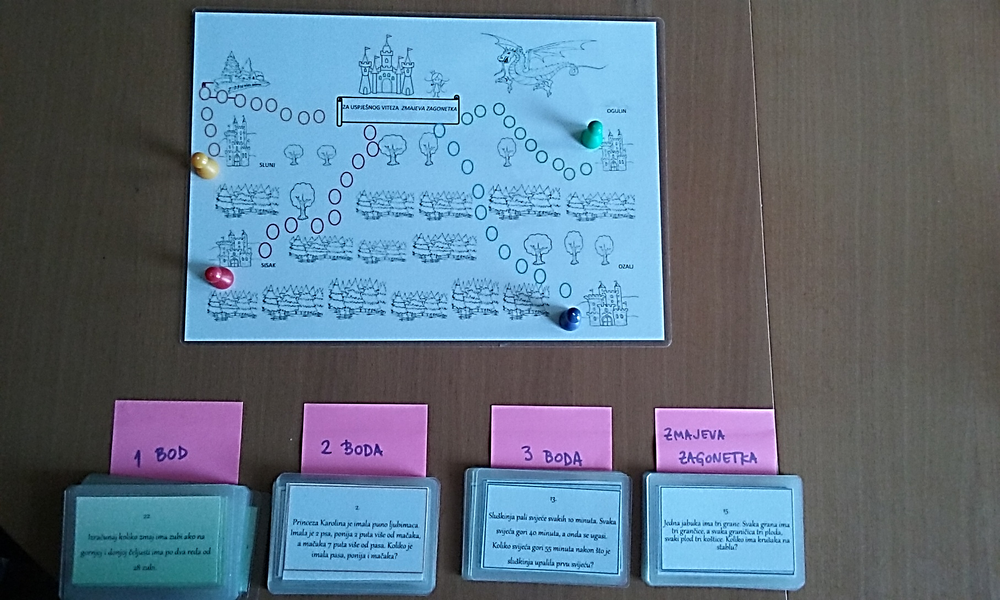 ZA USPJEŠNOG VITEZA ZMAJEVA ZAGONETKA
OGULIN
SLUNJ
SISAK
OZALJ
1 BOD
2 BODA
3 BODA
ZMAJEVA
ZAGONETKA
22.
Izračunaj koliko zmaj ima zubi ako na
gornjoj i donjoj čeljusti ima po dva reda od
28 zubi.
2.
Princeza Karolina je imala puno ljubimaca.
Imala je 2 psa, ponija 2 puta više od mačaka,
a mačaka 7 puta više od pasa. Koliko je
imala pasa, ponija i mačaka?
13.
Sluškinja pali svijeće svakih 10 minuta. Svaka
svijeća gori 40 minuta, a onda se ugasi.
Koliko svijeća gori 55 minuta nakon što je
sluškinja upalila prvu svijeću?
15.
Jedna jabuka ima tri grane. Svaka grana ima
tri grančice, a svaka graničica tri ploda,
svaki plod tri koštice. Koliko ima krušaka na
stablu?